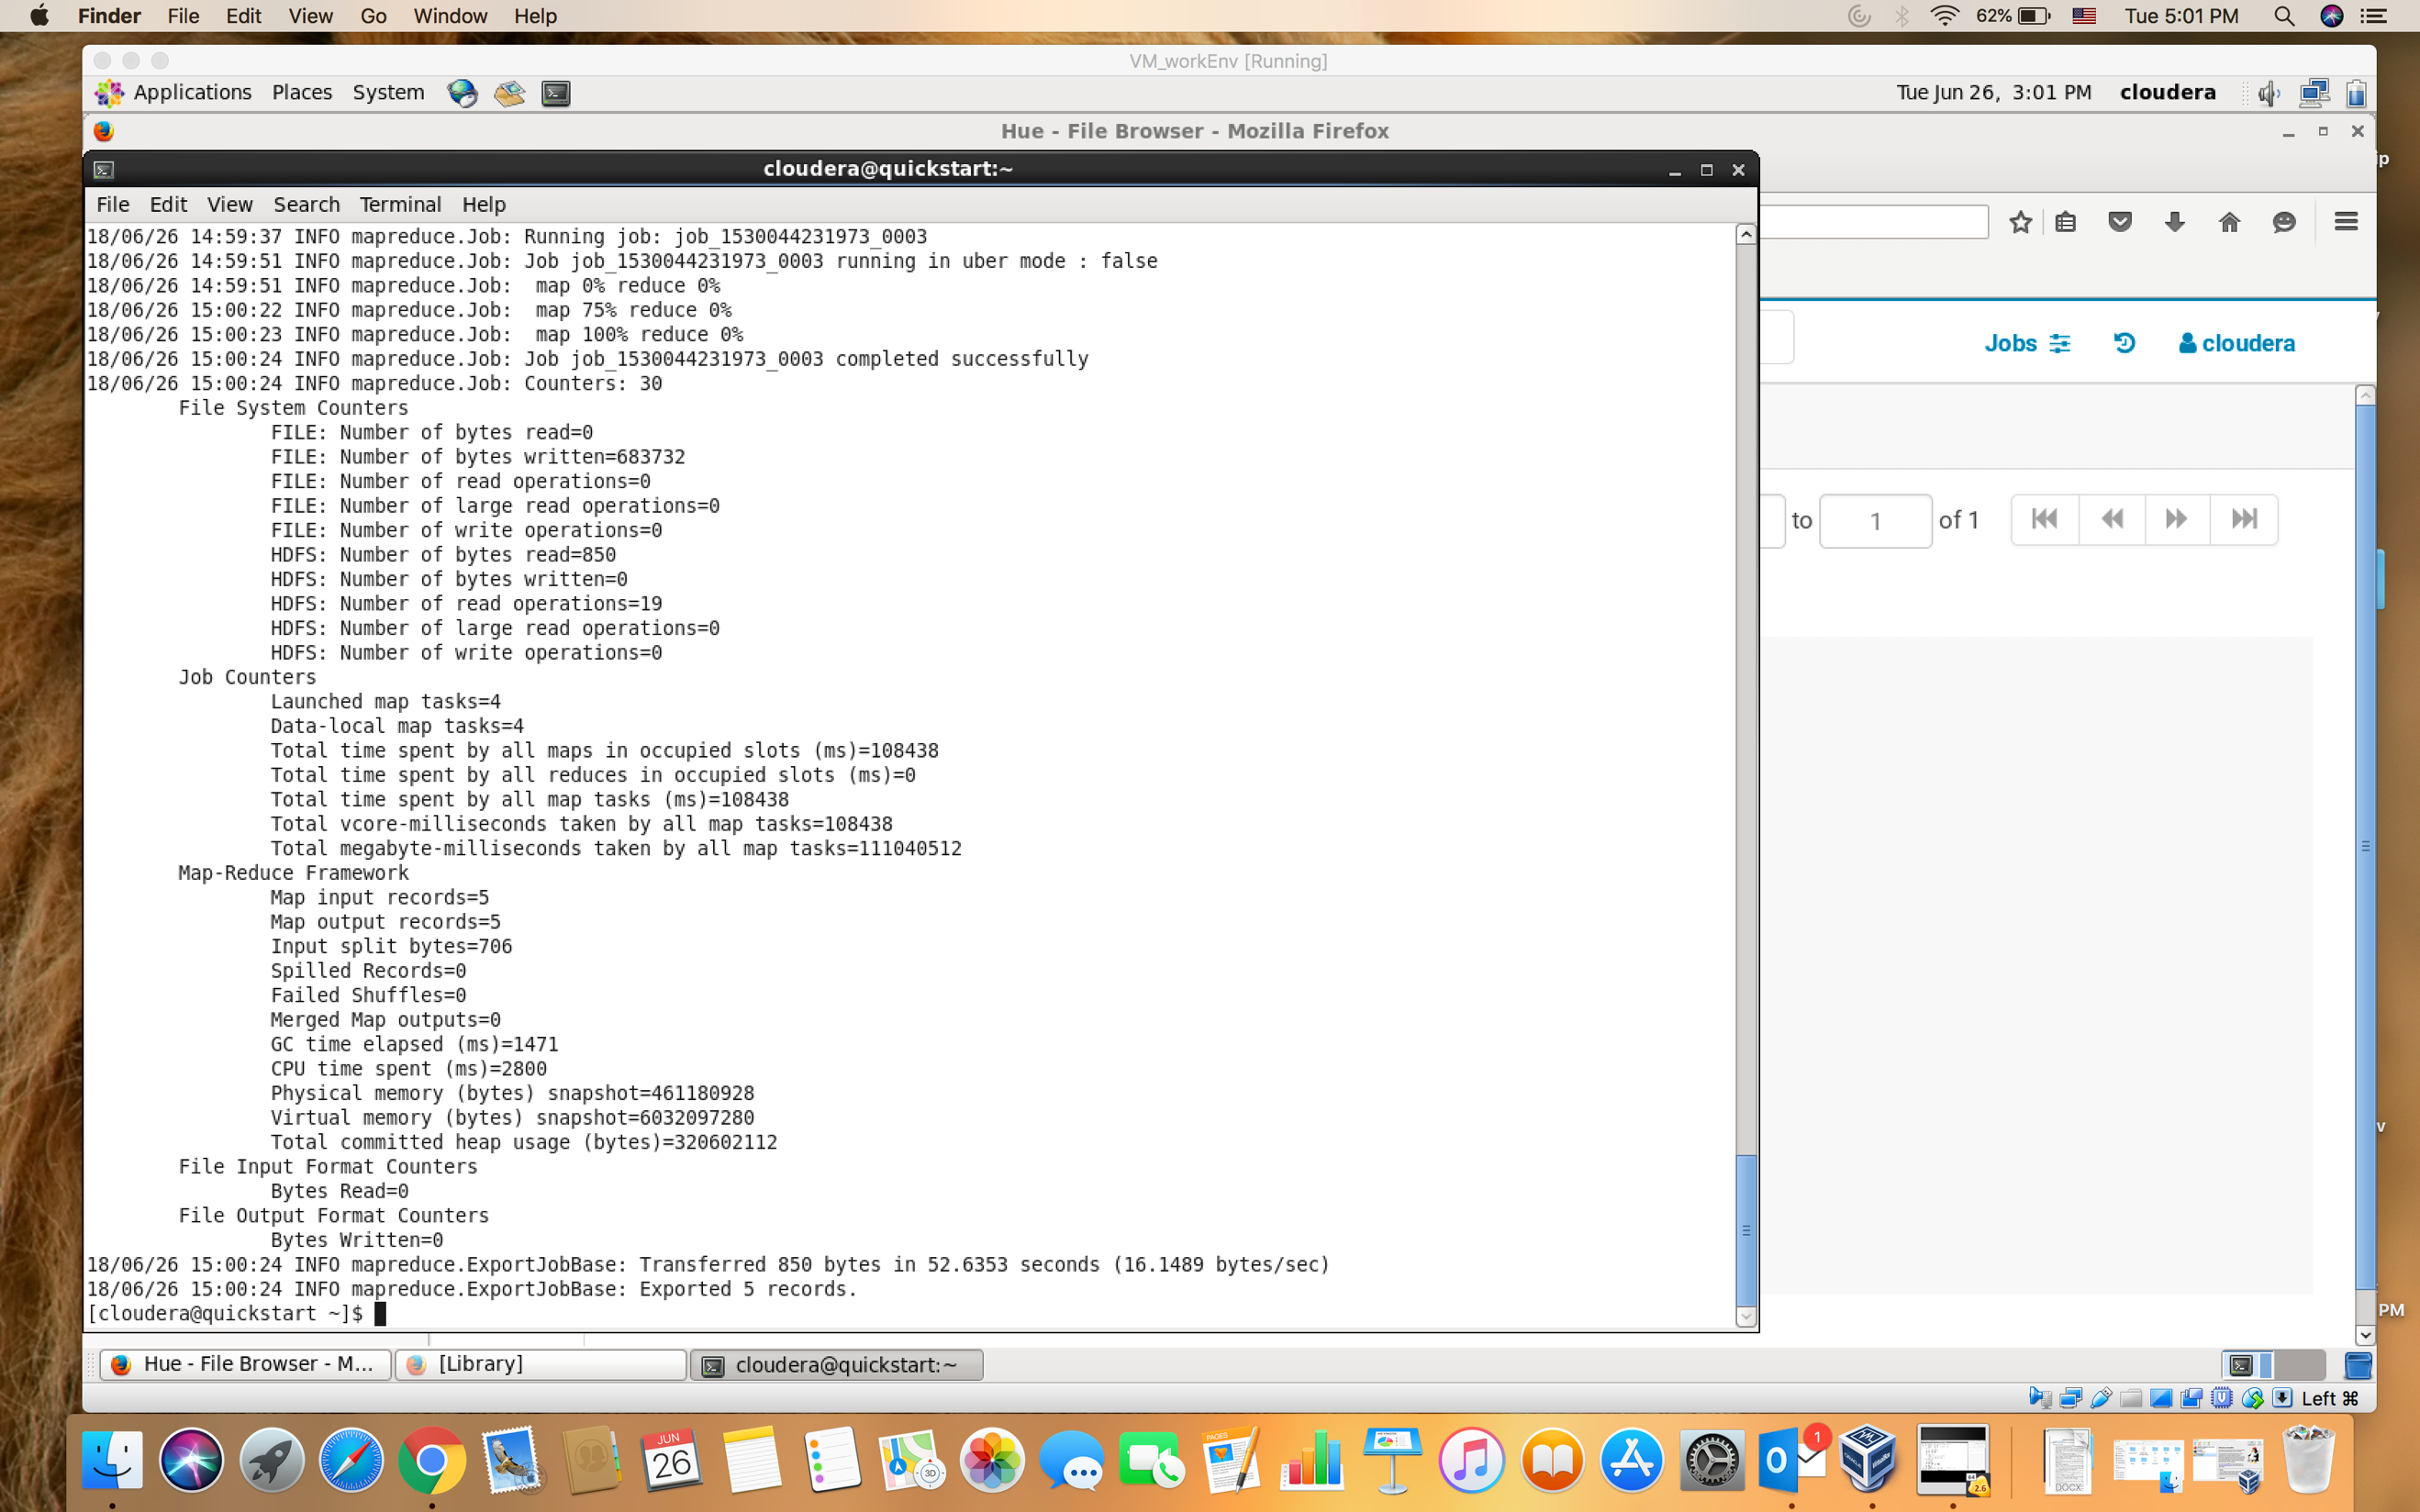 Finder File Edit View Go Window Help 62% Tue 5:01 PM
VM_workEnv [Running]
Applications Places System Tue Jun 26, 3:01 PM cloudera
Hue - File Browser - Mozilla Firefox
ip
cloudera@quickstart:~
File Edit View Search Terminal Help
18/06/26 14:59:37 INFO mapreduce.Job: Running job: job_1530044231973_0003
18/06/26 14:59:51 INFO mapreduce.Job: Job job_1530044231973_0003 running in uber mode : false
18/06/26 14:59:51 INFO mapreduce.Job:  map 0% reduce 0%
18/06/26 15:00:22 INFO mapreduce.Job:  map 75% reduce 0%
18/06/26 15:00:23 INFO mapreduce.Job:  map 100% reduce 0%
18/06/26 15:00:24 INFO mapreduce.Job: Job job_1530044231973_0003 completed successfully
18/06/26 15:00:24 INFO mapreduce.Job: Counters: 30
File System Counters
FILE: Number of bytes read=0
FILE: Number of bytes written=683732
FILE: Number of read operations=0
FILE: Number of large read operations=0
FILE: Number of write operations=0
HDFS: Number of bytes read=850
HDFS: Number of bytes written=0
HDFS: Number of read operations=19
HDFS: Number of large read operations=0
HDFS: Number of write operations=0
Job Counters
Launched map tasks=4
Data-local map tasks=4
Total time spent by all maps in occupied slots (ms)=108438
Total time spent by all reduces in occupied slots (ms)=0
Total time spent by all map tasks (ms)=108438
Total vcore-milliseconds taken by all map tasks=108438
Total megabyte-milliseconds taken by all map tasks=111040512
Map-Reduce Framework
Map input records=5
Map output records=5
Input split bytes=706
Spilled Records=0
Failed Shuffles=0
Merged Map outputs=0
GC time elapsed (ms)=1471
CPU time spent (ms)=2800
Physical memory (bytes) snapshot=461180928
Virtual memory (bytes) snapshot=6032097280
Total committed heap usage (bytes)=320602112
File Input Format Counters
Bytes Read=0
File Output Format Counters
Bytes Written=0
18/06/26 15:00:24 INFO mapreduce.ExportJobBase: Transferred 850 bytes in 52.6353 seconds (16.1489 bytes/sec)
18/06/26 15:00:24 INFO mapreduce.ExportJobBase: Exported 5 records.
[cloudera@quickstart ~]$
Jobs cloudera
to 1 of 1
v
PM
Hue - File Browser - M... [Library] cloudera@quickstart:~
Left ⌘
JUN
26
3D
PAGES
O
1
2.6
DOCX